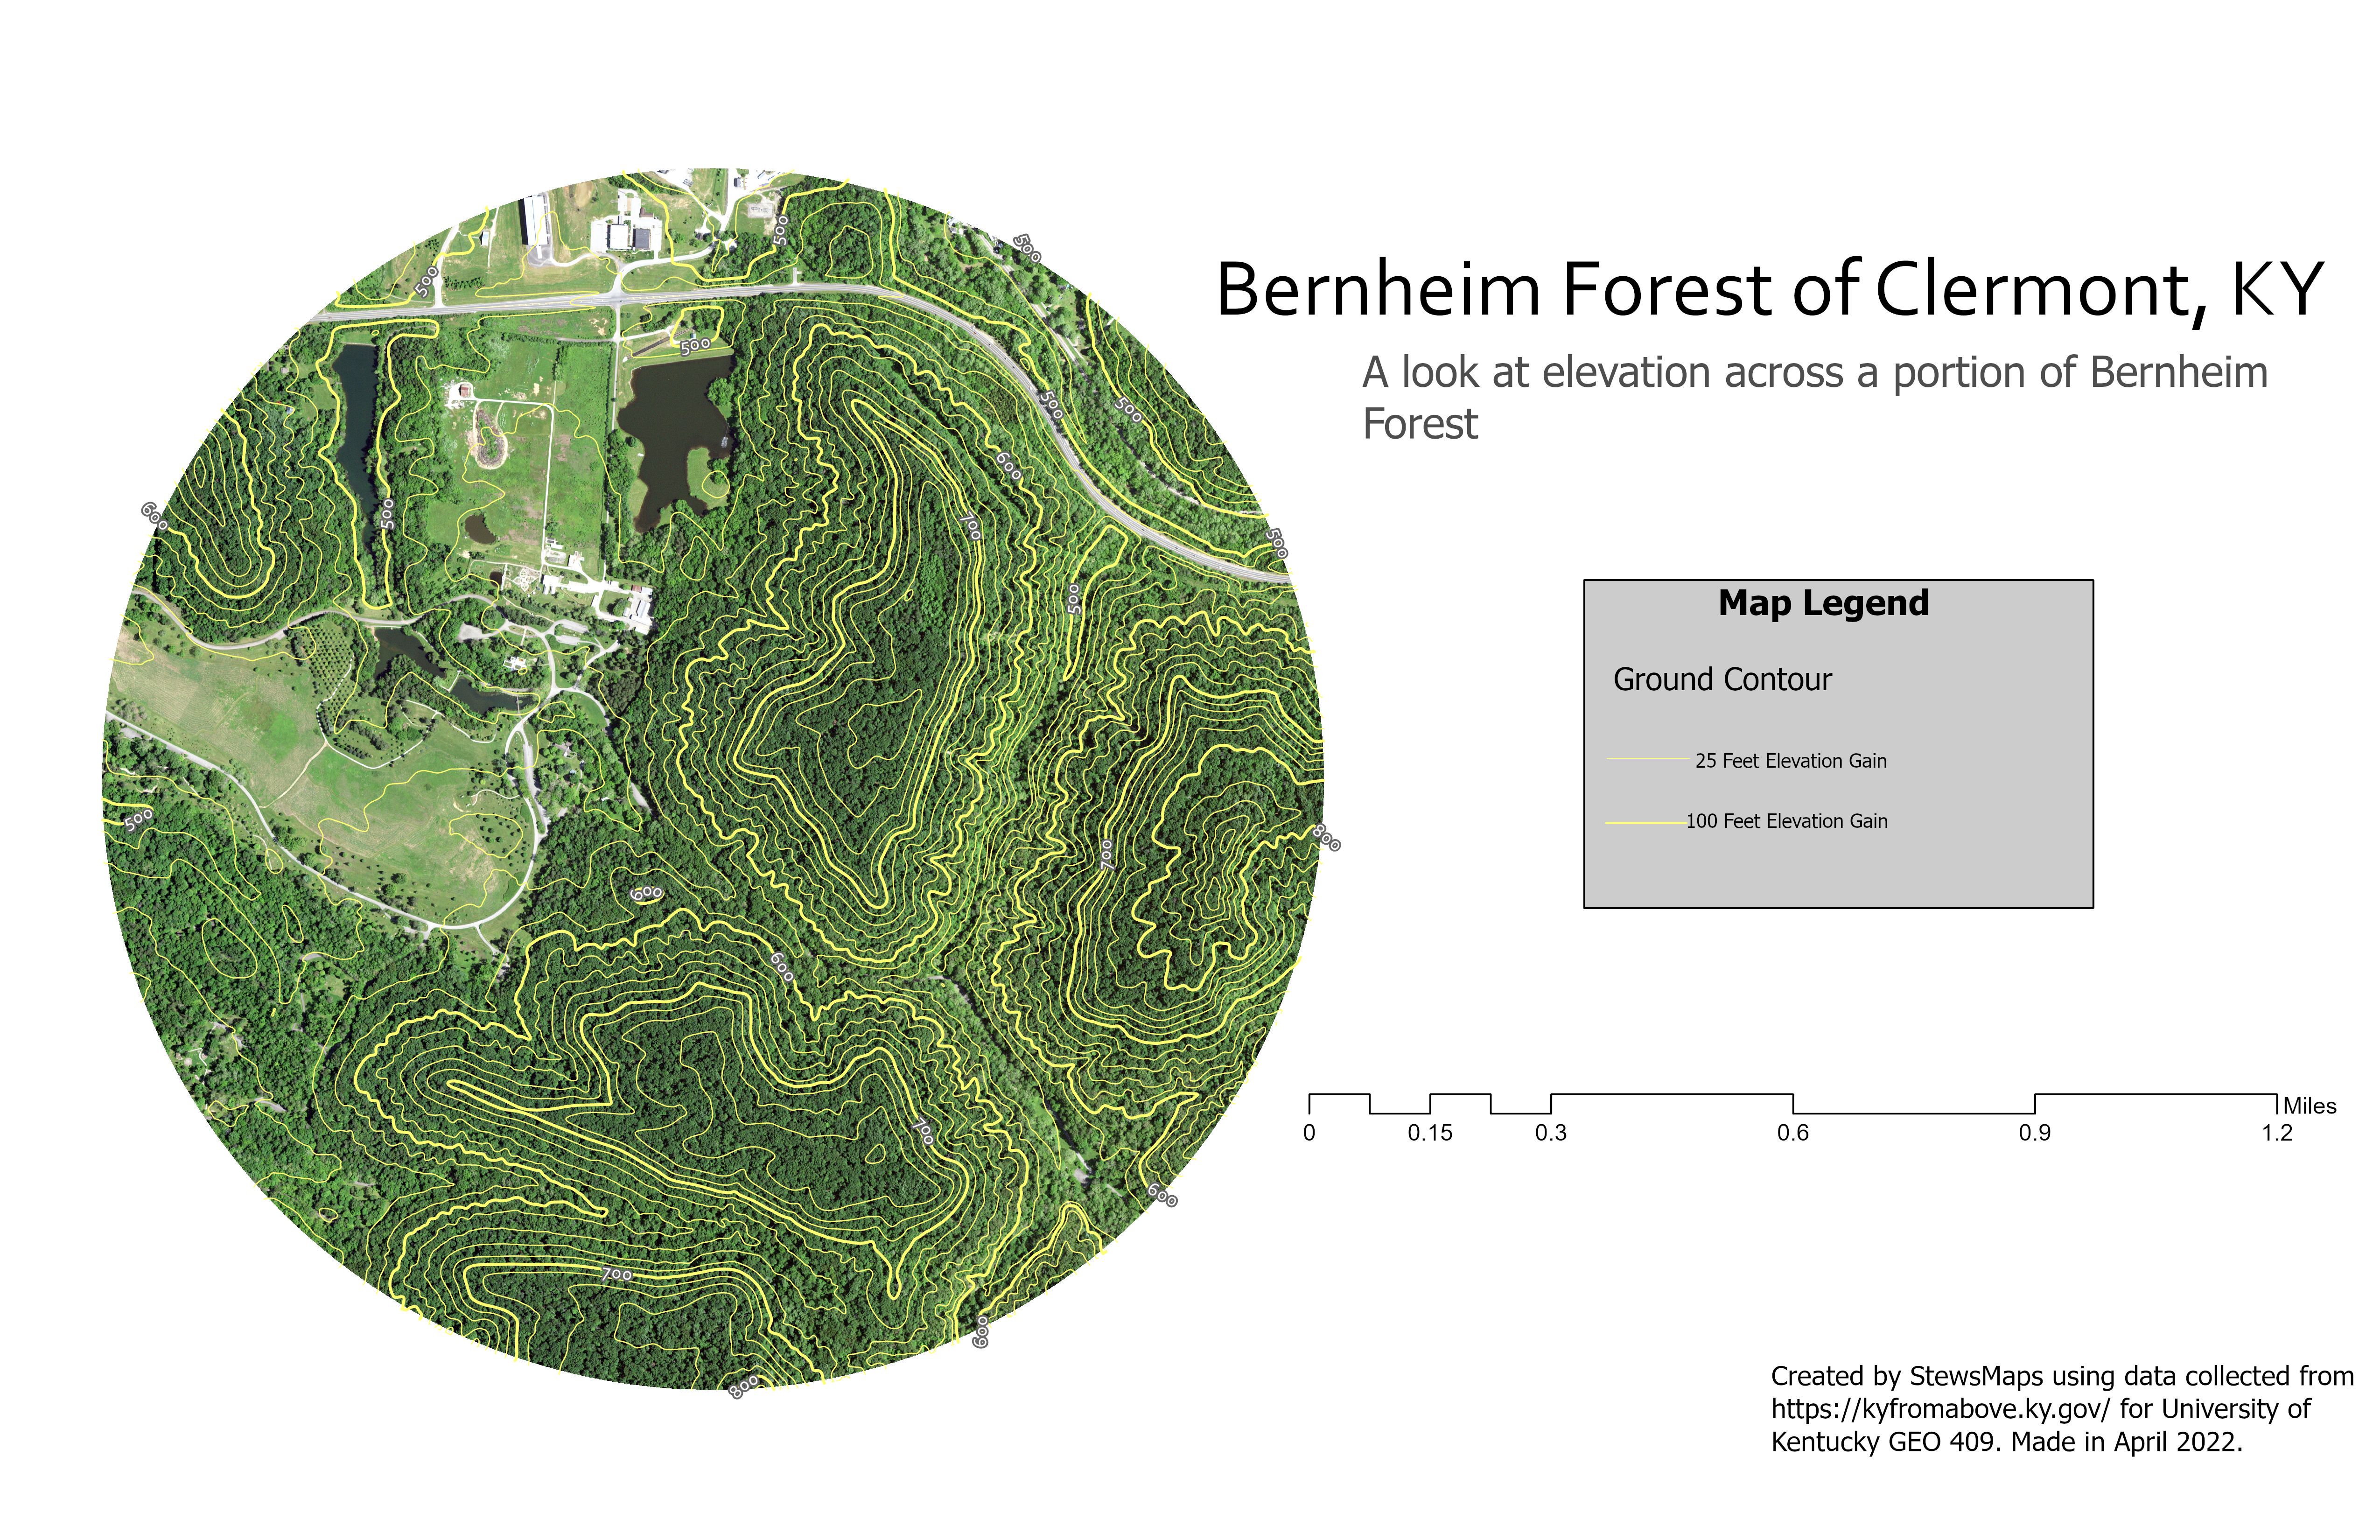 Bernheim Forest of Clermont, KY
A look at elevation across a portion of Bernheim
Forest
Map Legend
Ground Contour
25 Feet Elevation Gain
100 Feet Elevation Gain
0 0.15 0.3 0.6 0.9 1.2 Miles
500
500
500
500
500
500
600
500
600
700
500
500
500
700
800
600
600
700
600
700
600
800
Created by StewsMaps using data collected from
https://kyfromabove.ky.gov/ for University of
Kentucky GEO 409. Made in April 2022.